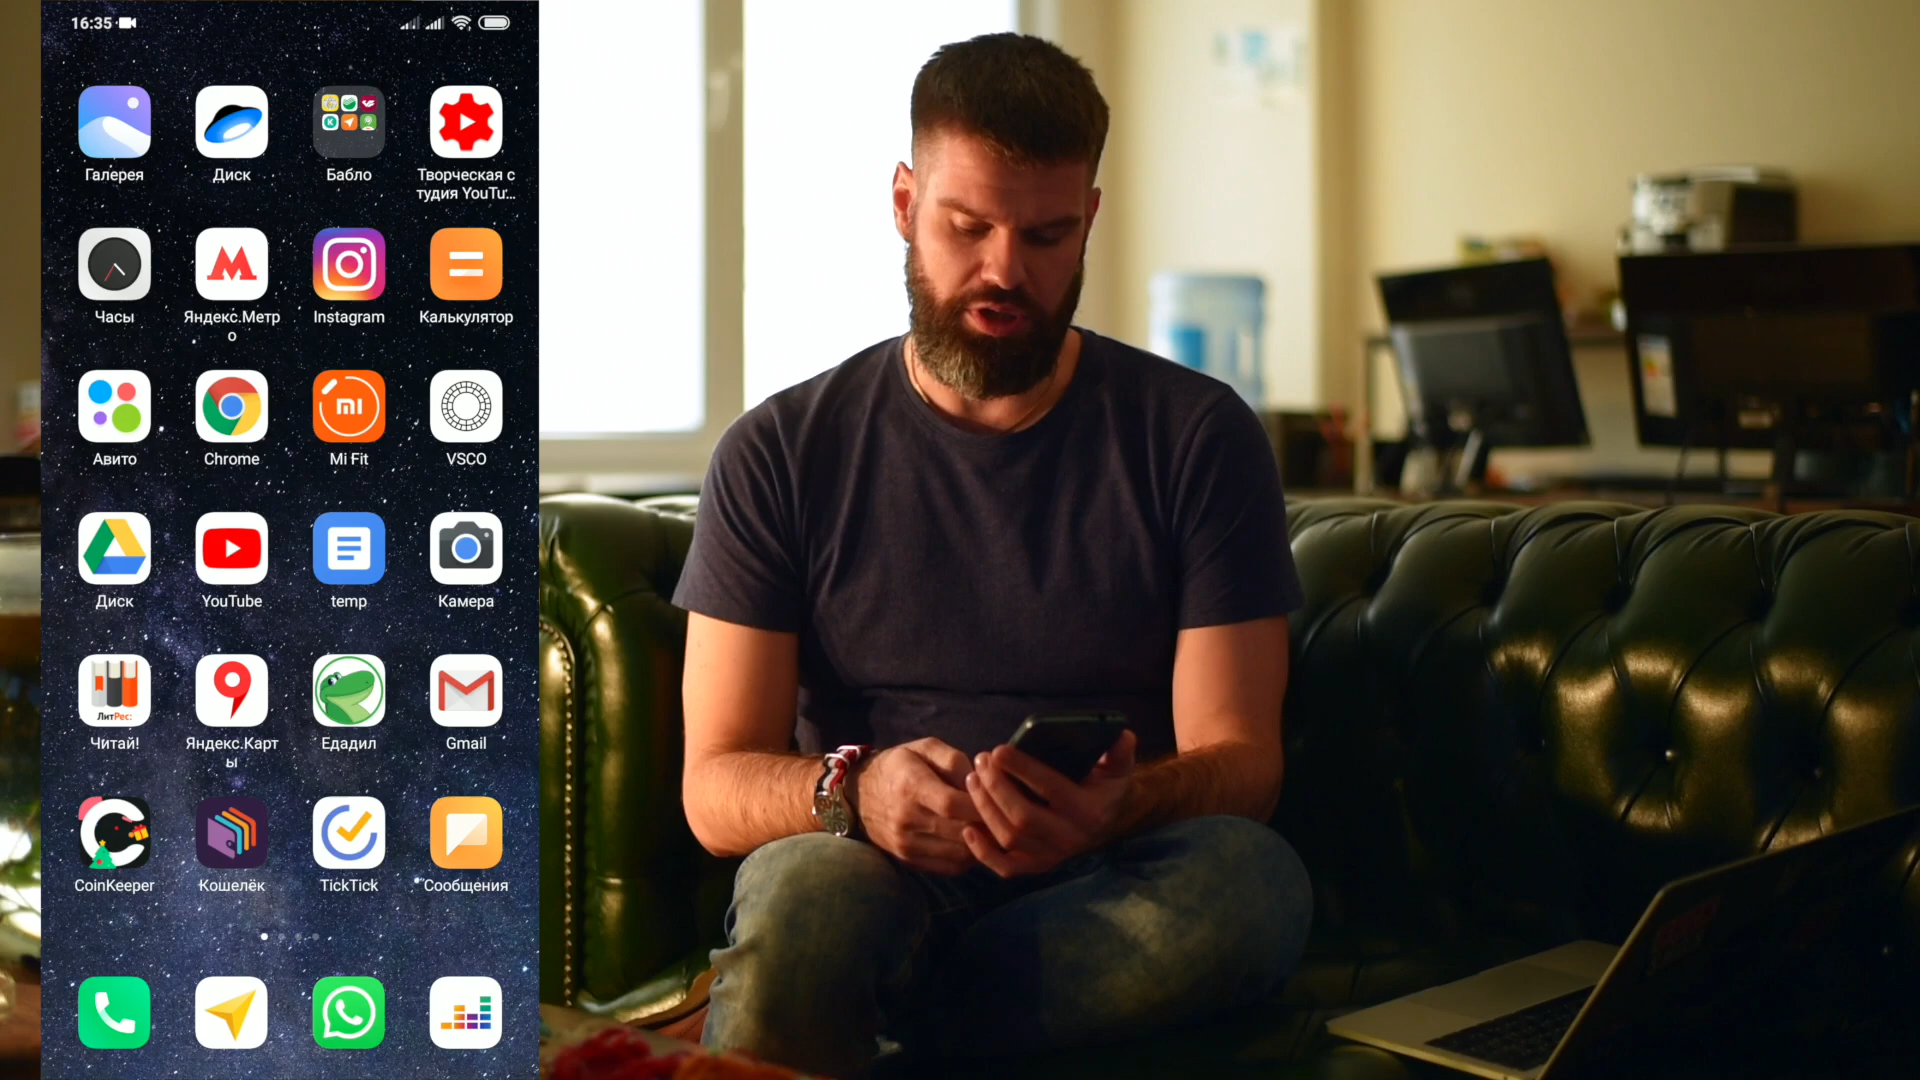 16:35
Галерея
Диск
Бабло
Творческая с
тудия YouTu...
Часы
Яндекс.Метр
о
Instagram
Калькулятор
Авито
Chrome
mi
Mi Fit
VSCO
Диск
YouTube
temp
Камера
ЛитРес:
Читай!
Яндекс.Карт
ы
Едадил
Gmail
CoinKeeper
Кошелёк
TickTick
Сообщения